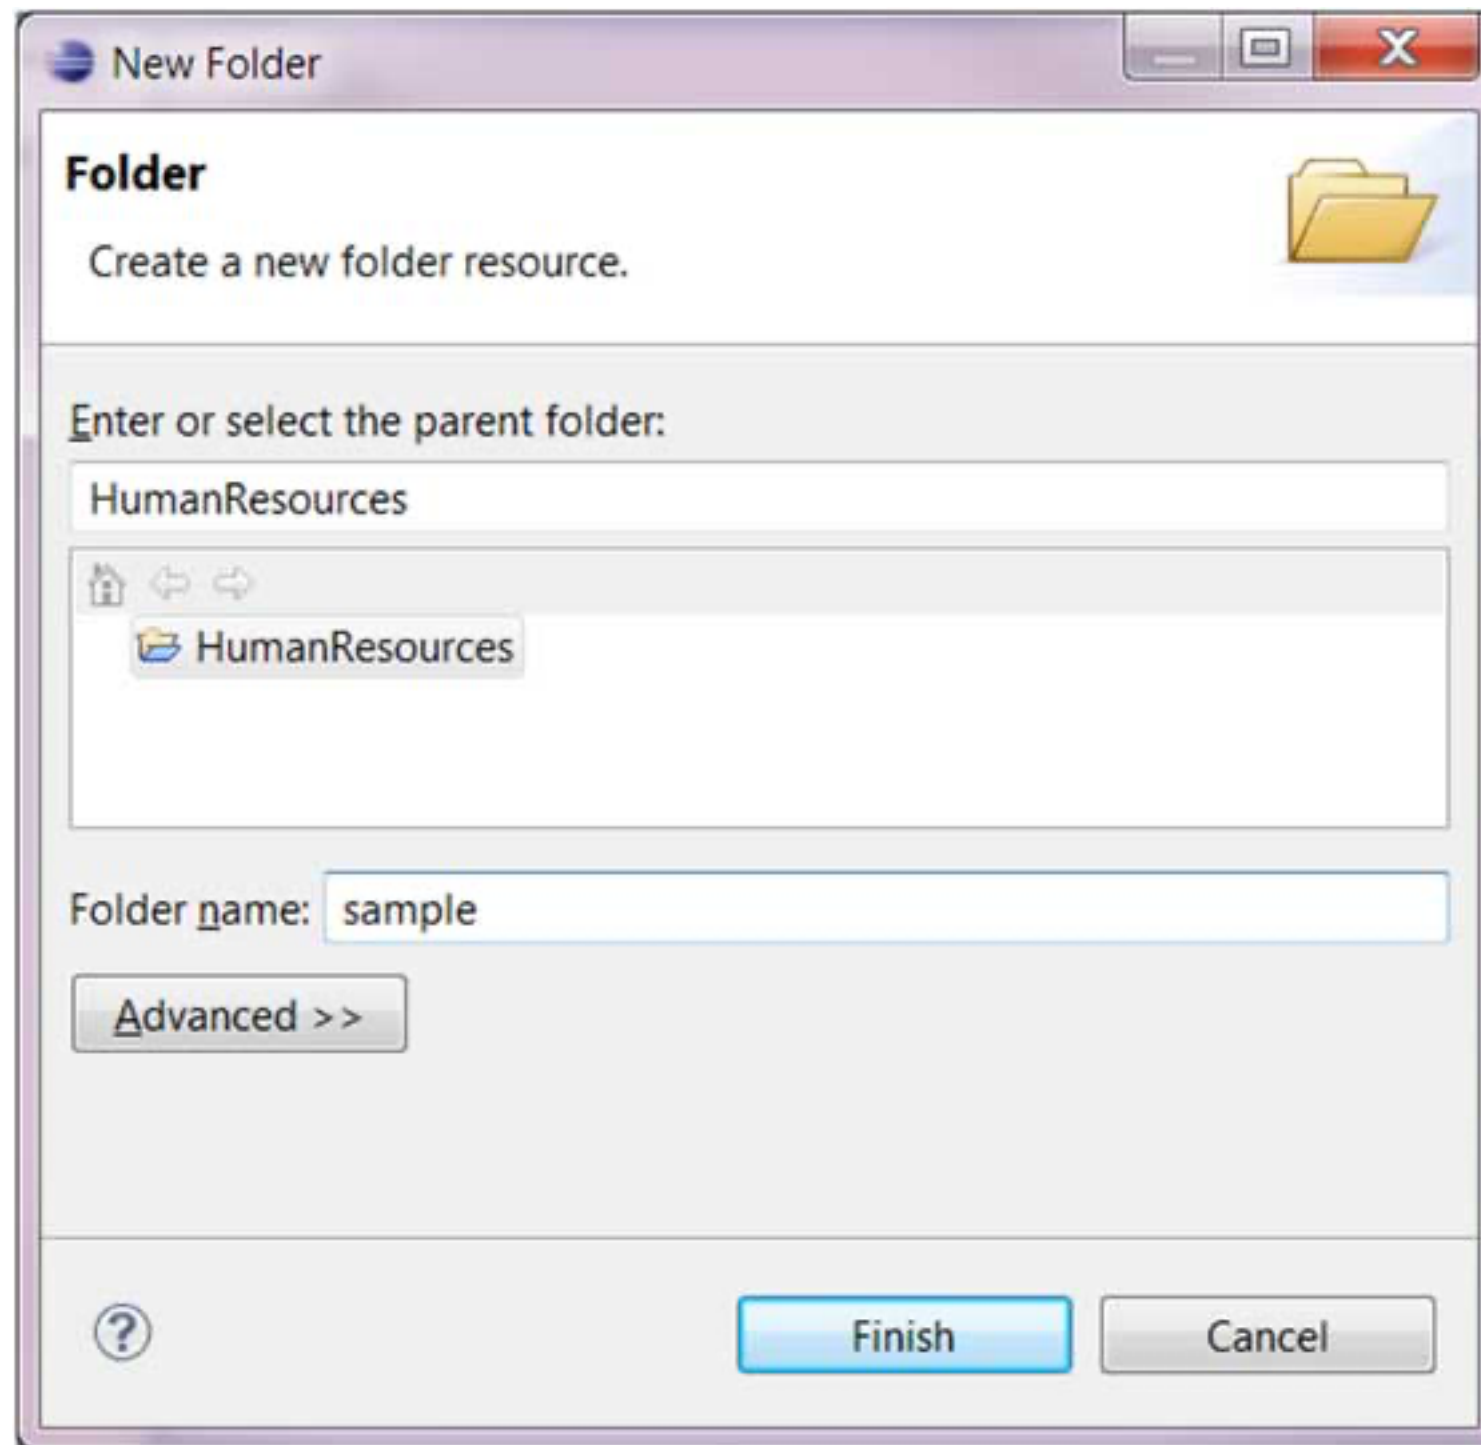 New Folder
Folder
Create a new folder resource.
Enter or select the parent folder:
HumanResources
HumanResources
Folder name: sample
Advanced >>
Finish Cancel